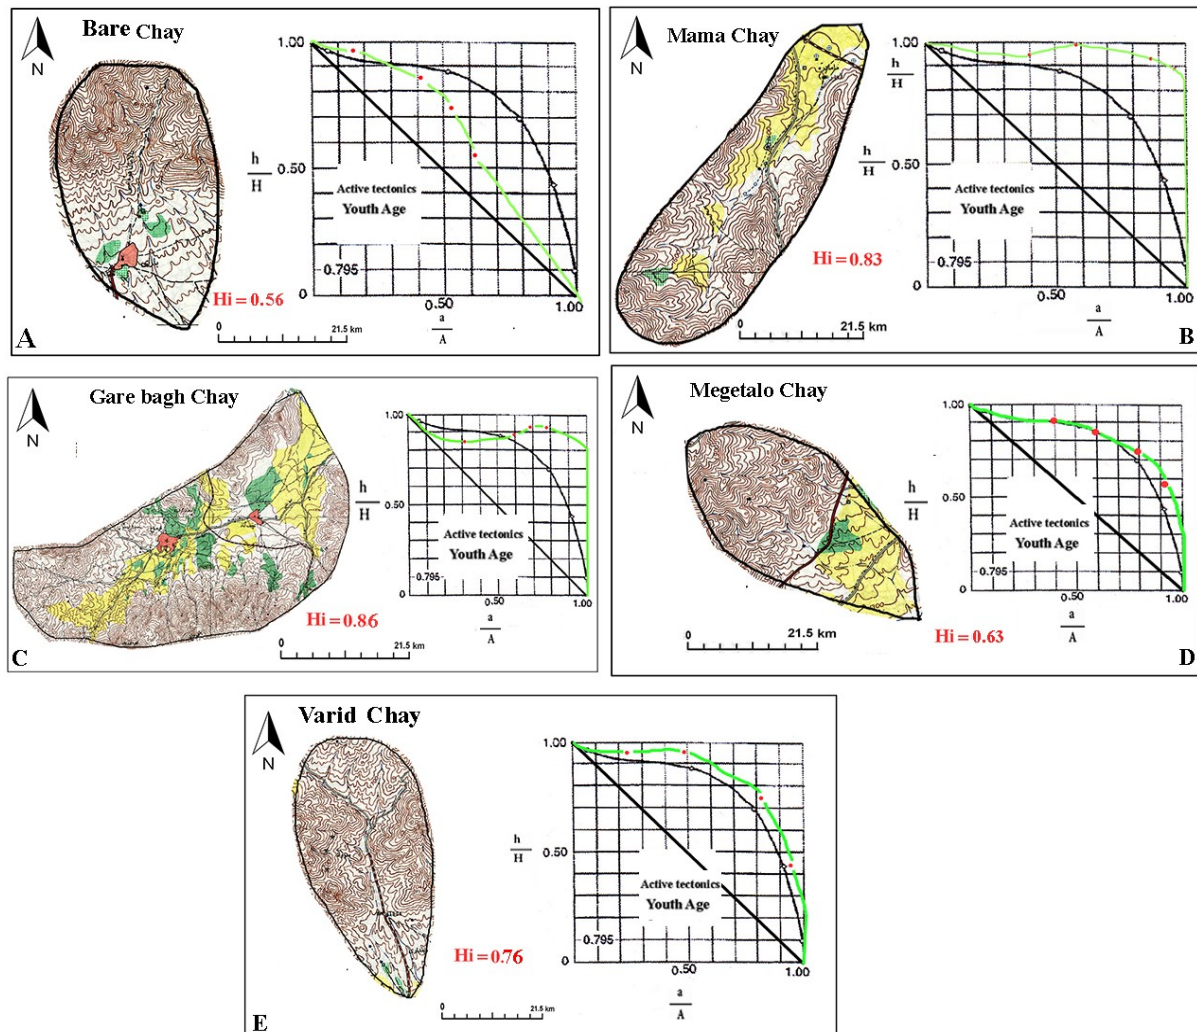 Bare Chay
N
1.00
h
H
0.50
Active tectonics
Youth Age
0.795
0
0.50
1.00
a
A
Hi = 0.56
0
21.5 km
A
Mama Chay
N
1.00
h
H
h
H
0.50
Active tectonics
Youth Age
0.795
0
0.50
1.00
a
A
Hi = 0.83
0
21.5 km
B
Gare bagh Chay
N
1.00
h
H
0.50
Active tectonics
Youth Age
0.795
0
0.50
1.00
a
A
Hi = 0.86
0
21.5 km
C
Megetalo Chay
N
1.00
h
H
0.50
Active tectonics
Youth Age
0.795
0
0.50
1.00
a
A
Hi = 0.63
0
21.5 km
D
Varid Chay
N
1.00
h
H
0.50
Active tectonics
Youth Age
0.795
0
0.50
1.00
a
A
Hi = 0.76
0
21.5 km
E